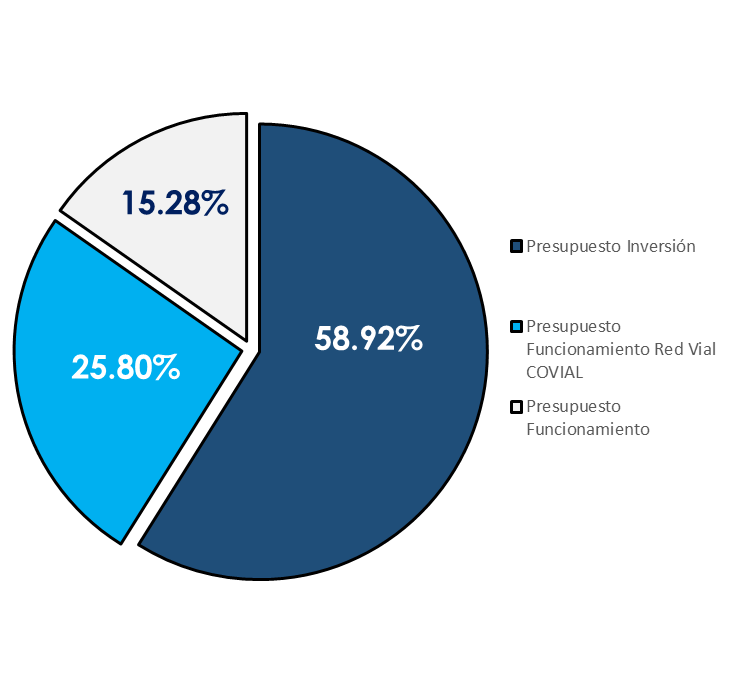 15.28%
58.92%
25.80%
Presupuesto Inversión
Presupuesto
Funcionamiento Red Vial
COVIAL
Presupuesto
Funcionamiento